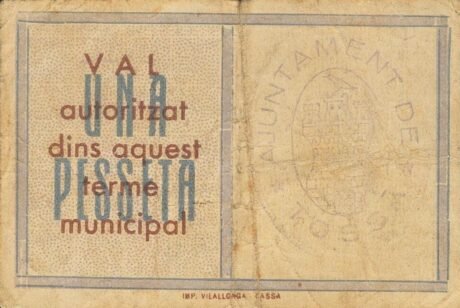 VAL
UNA
autoritzat
dins aquest
PESSETA
terme
municipal
AJUNTAMENT DE
IMP. VILALLONGA - CASSA